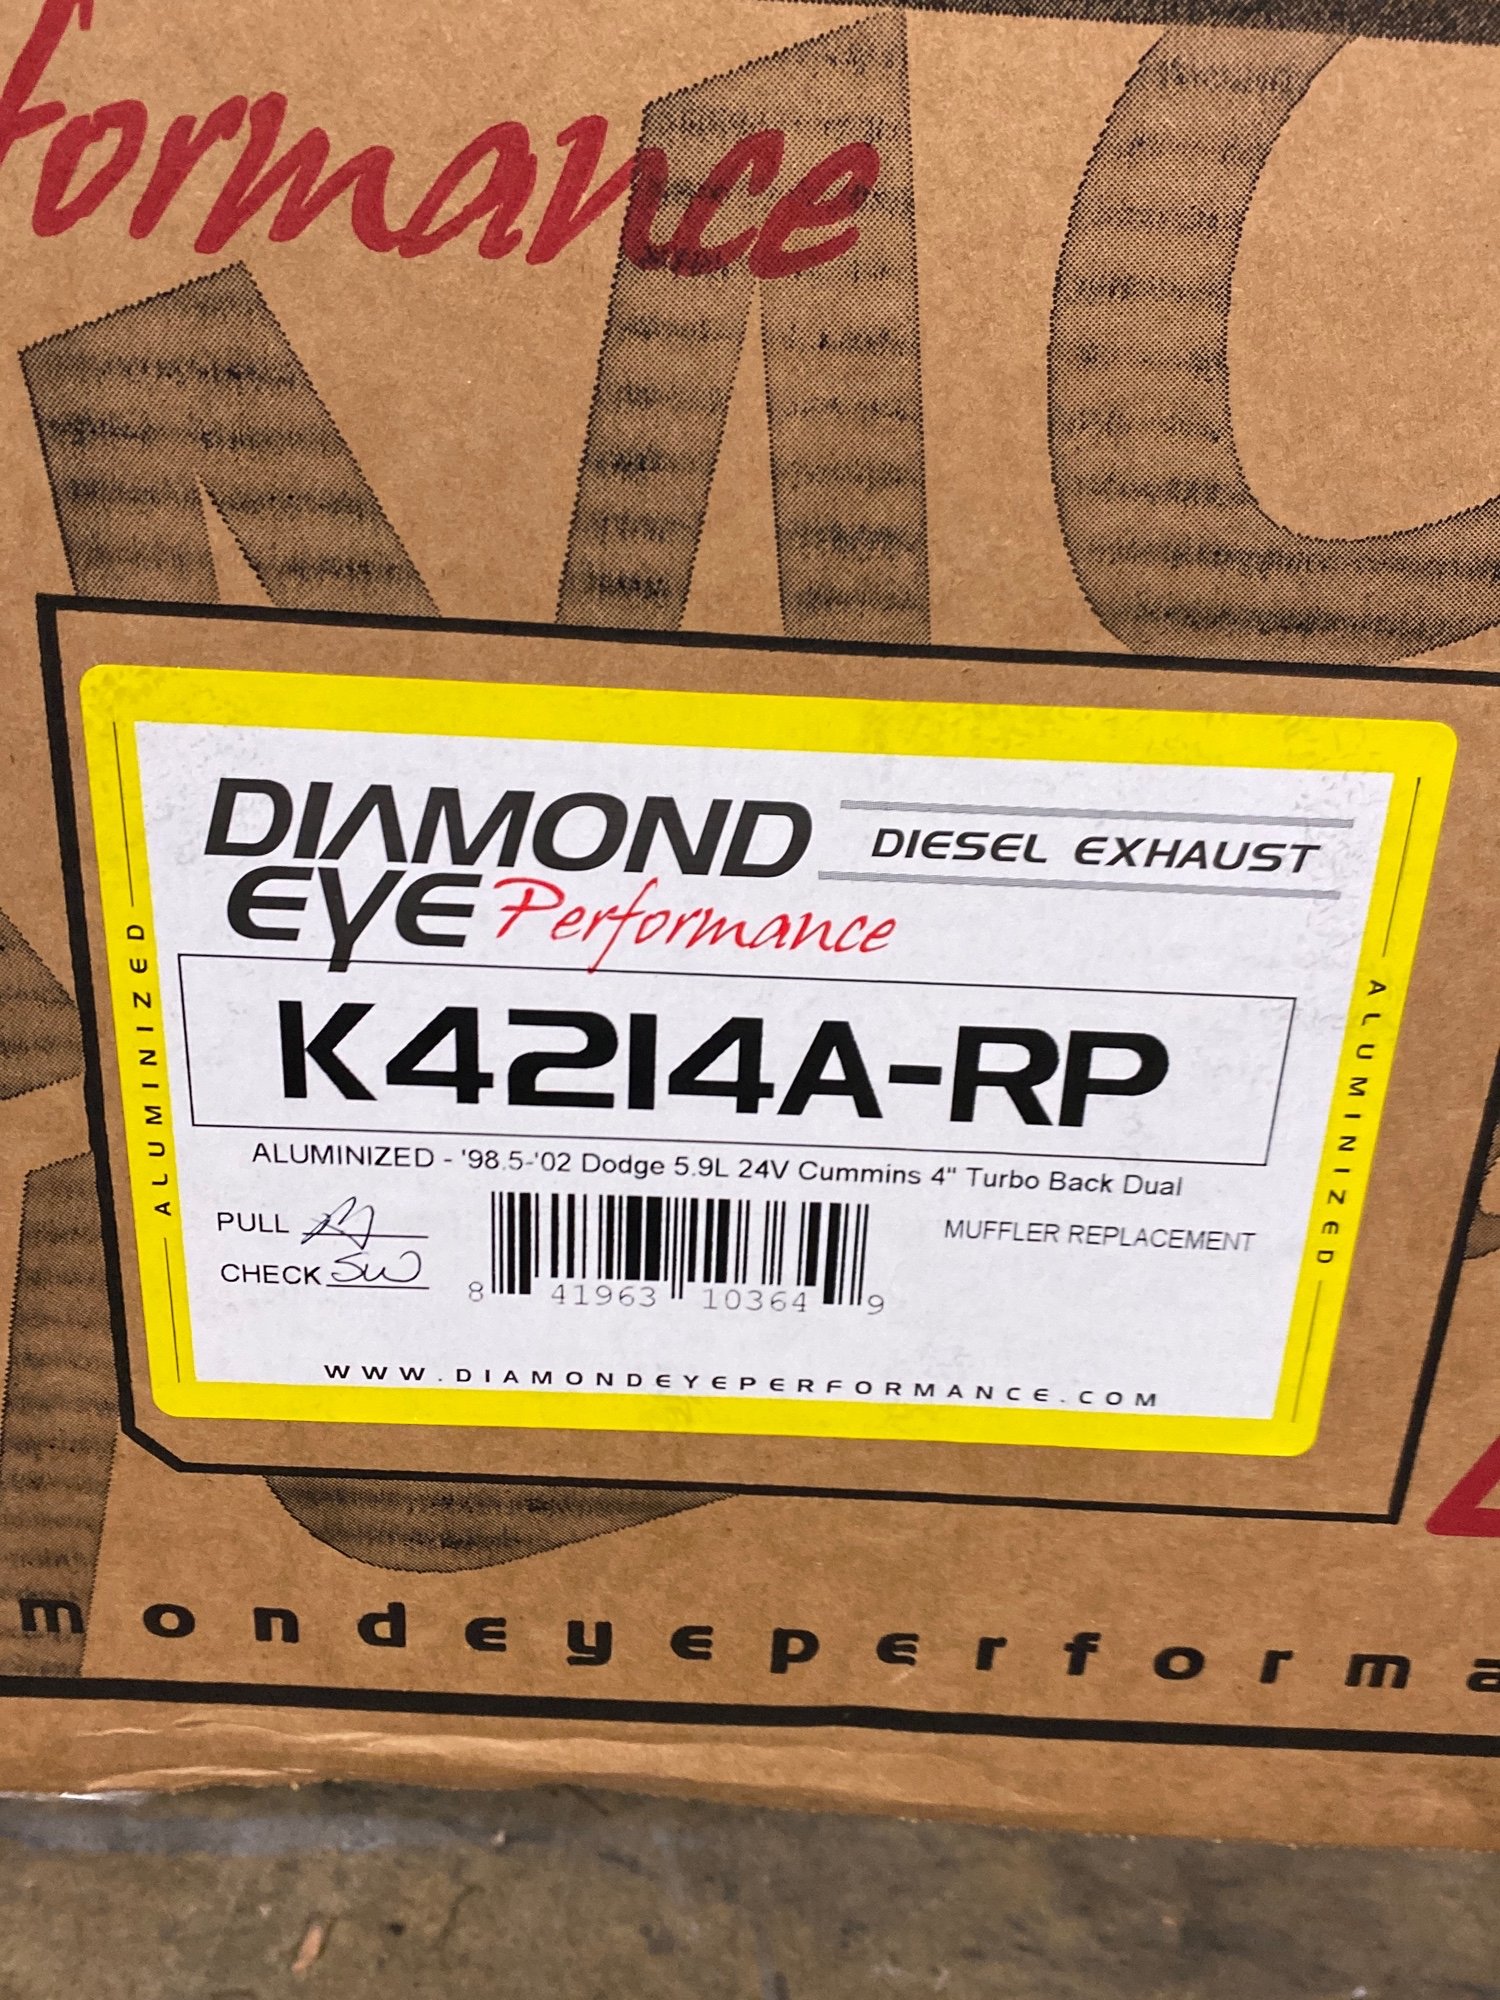 formance
DIAMOND
EYE Performance
DIESEL EXHAUST
K4214A-RP
ALUMINIZED - '98.5-'02 Dodge 5.9L 24V Cummins 4" Turbo Back Dual
PULL
CHECK SW
MUFFLER REPLACEMENT
8 41963 10364 9
WWW.DIAMONDEYEPERFORMANCE.COM
ALUMINIZED
ALUMINIZED
mondeyeperforma